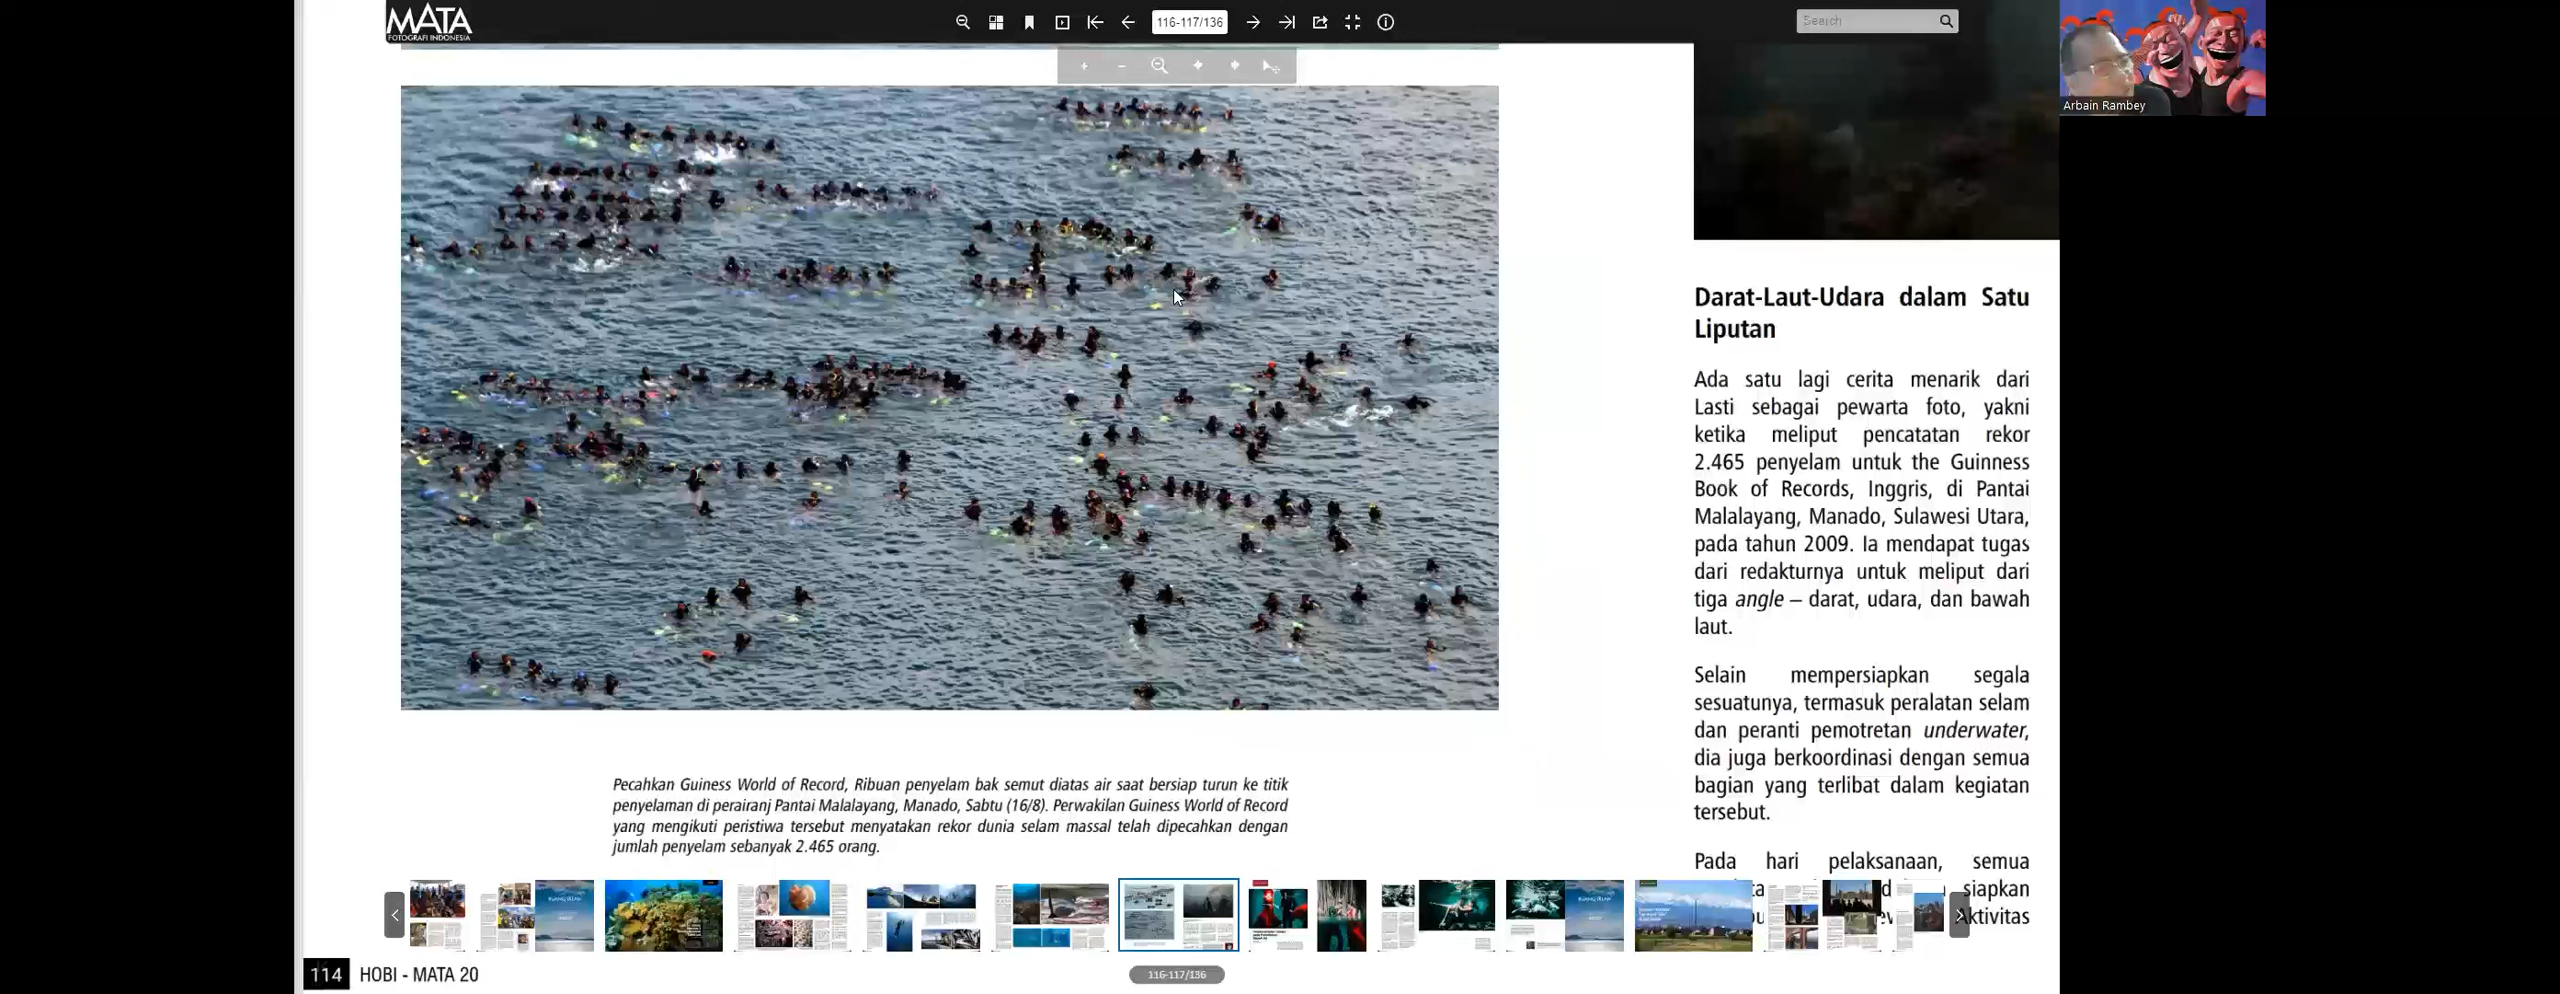 MATA
FOTOGRAFI INDONESIA
116-117/136
Search
Arbain Rambey
Darat-Laut-Udara dalam Satu
Liputan
Ada satu lagi cerita menarik dari
Lasti sebagai pewarta foto, yakni
ketika meliput pencatatan rekor
2.465 penyelam untuk the Guinness
Book of Records, Inggris, di Pantai
Malalayang, Manado, Sulawesi Utara,
pada tahun 2009. Ia mendapat tugas
dari redakturnya untuk meliput dari
tiga angle – darat, udara, dan bawah
laut.
Selain mempersiapkan segala
sesuatunya, termasuk peralatan selam
dan peranti pemotretan underwater,
dia juga berkoordinasi dengan semua
bagian yang terlibat dalam kegiatan
tersebut.
Pada hari pelaksanaan, semua
siapkan
Aktivitas
Pecahkan Guiness World of Record, Ribuan penyelam bak semut diatas air saat bersiap turun ke titik
penyelaman di perairanj Pantai Malalayang, Manado, Sabtu (16/8). Perwakilan Guiness World of Record
yang mengikuti peristiwa tersebut menyatakan rekor dunia selam massal telah dipecahkan dengan
jumlah penyelam sebanyak 2.465 orang.
114 HOBI - MATA 20
116-117/136